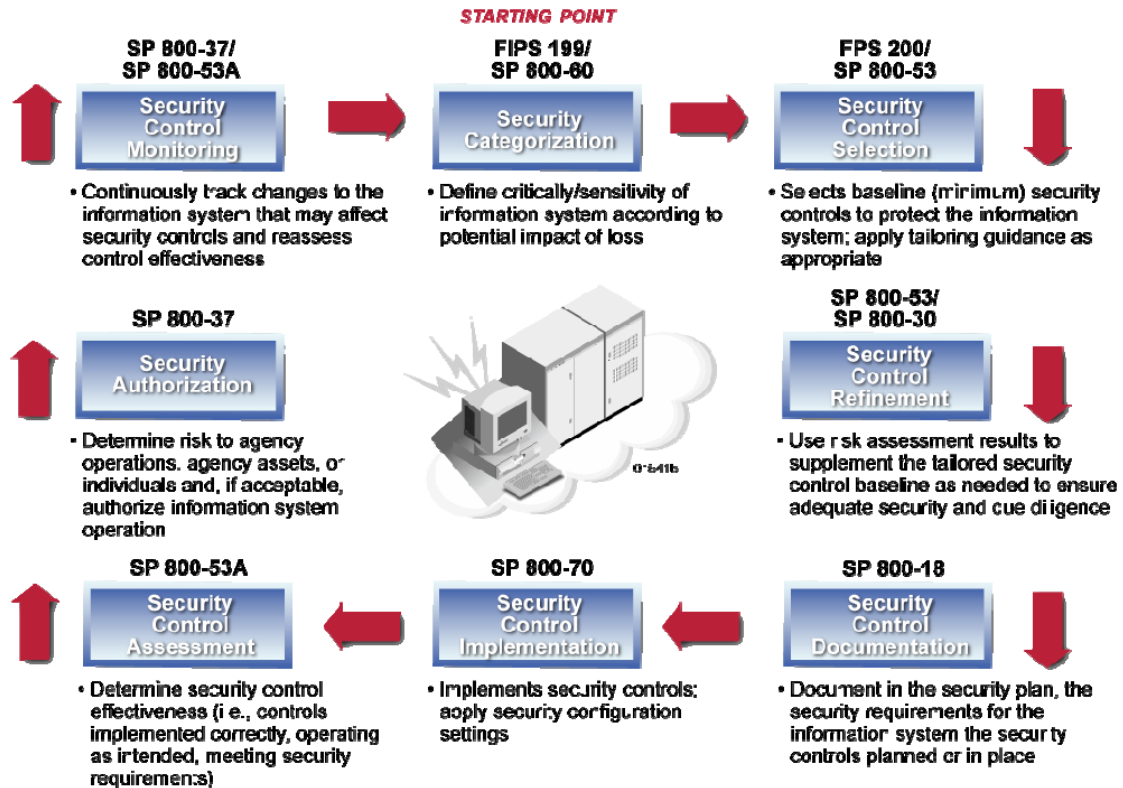 STARTING POINT
SP 800-37/
SP 800-53A
Security
Control
Monitoring
• Continuously track changes to the
information system that may affect
security controls and reassess
control effectiveness
FIPS 199/
SP 800-60
Security
Categorization
• Define critically/sensitivity of
information system according to
potential impact of loss
FPS 200/
SP 800-53
Security
Control
Selection
• Selects baseline (minimum) security
controls to protect the information
system; apply tailoring guidance as
appropriate
SP 800-53/
SP 800-30
Security
Control
Refinement
• Use risk assessment results to
supplement the tailored security
control baseline as needed to ensure
adequate security and cue diligence
SP 800-18
Security
Control
Documentation
• Document in the security plan, the
security requirements for the
information system the security
controls planned or in place
SP 800-70
Security
Control
Implementation
• Implements security controls;
apply security configuration
settings
SP 800-53A
Security
Control
Assessment
• Determine security control
effectiveness (i.e., controls
implemented correctly, operating
as intended, meeting security
requirements)
SP 800-37
Security
Authorization
• Determine risk to agency
operations. agency assets, or
individuals and, if acceptable,
authorize information system
operation